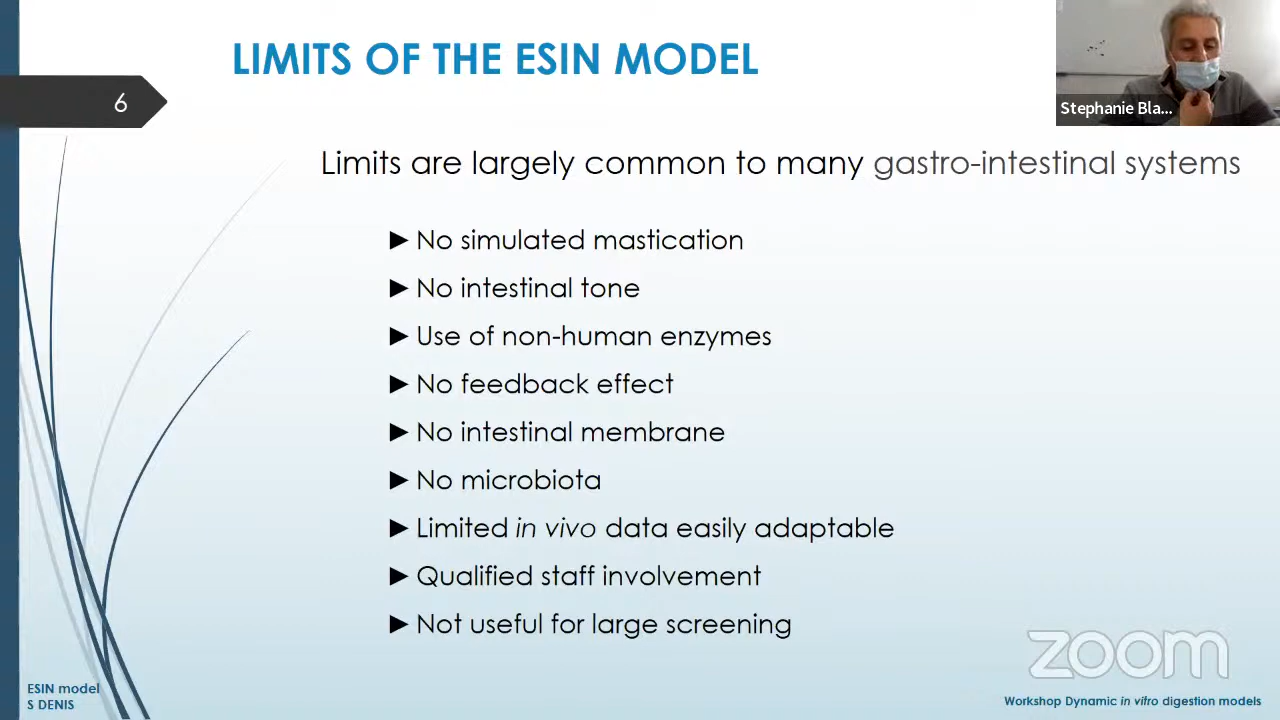 LIMITS OF THE ESIN MODEL
6
Stephanie Bla...
Limits are largely common to many gastro-intestinal systems
►No simulated mastication
►No intestinal tone
►Use of non-human enzymes
►No feedback effect
►No intestinal membrane
►No microbiota
►Limited in vivo data easily adaptable
►Qualified staff involvement
►Not useful for large screening
zoom
ESIN model
S DENIS
Workshop Dynamic in vitro digestion models